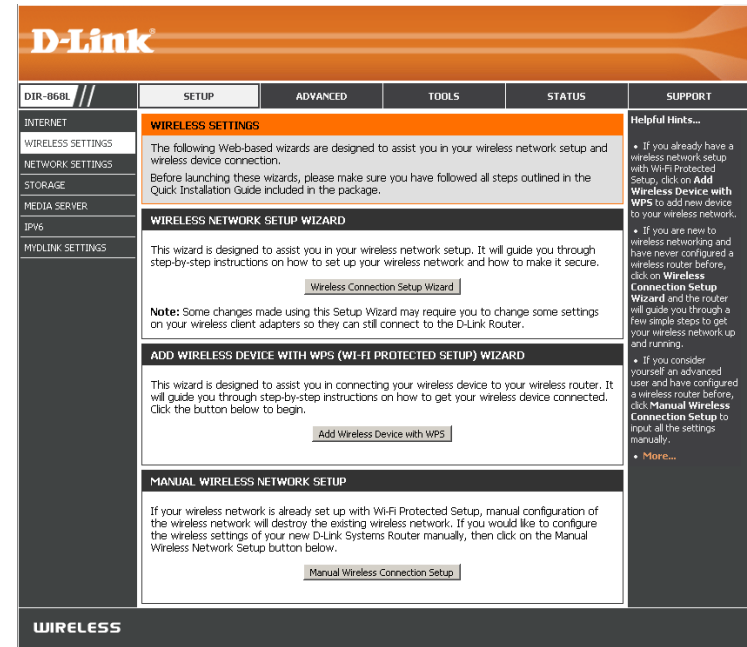 D-Link
DIR-868L
SETUP
ADVANCED
TOOLS
STATUS
SUPPORT
INTERNET
WIRELESS SETTINGS
NETWORK SETTINGS
STORAGE
MEDIA SERVER
IPV6
MYDLINK SETTINGS
WIRELESS SETTINGS
The following Web-based wizards are designed to assist you in your wireless network setup and
wireless device connection.
Before launching these wizards, please make sure you have followed all steps outlined in the
Quick Installation Guide included in the package.
WIRELESS NETWORK SETUP WIZARD
This wizard is designed to assist you in your wireless network setup. It will guide you through
step-by-step instructions on how to set up your wireless network and how to make it secure.
Wireless Connection Setup Wizard
Note: Some changes made using this Setup Wizard may require you to change some settings
on your wireless client adapters so they can still connect to the D-Link Router.
ADD WIRELESS DEVICE WITH WPS (WI-FI PROTECTED SETUP) WIZARD
This wizard is designed to assist you in connecting your wireless device to your wireless router. It
will guide you through step-by-step instructions on how to get your wireless device connected.
Click the button below to begin.
Add Wireless Device with WPS
MANUAL WIRELESS NETWORK SETUP
If your wireless network is already set up with Wi-Fi Protected Setup, manual configuration of
the wireless network will destroy the existing wireless network. If you would like to configure
the wireless settings of your new D-Link Systems Router manually, then click on the Manual
Wireless Network Setup button below.
Manual Wireless Connection Setup
Helpful Hints...
• If you already have a
wireless network setup
with Wi-Fi Protected
Setup, click on Add
Wireless Device with
WPS to add new device
to your wireless network.
• If you are new to
wireless networking and
have never configured a
wireless router before,
click on Wireless
Connection Setup
Wizard and the router
will guide you through a
few simple steps to get
your wireless network up
and running.
• If you consider
yourself an advanced
user and have configured
a wireless router before,
click Manual Wireless
Connection Setup to
input all the settings
manually.
• More...
WIRELESS